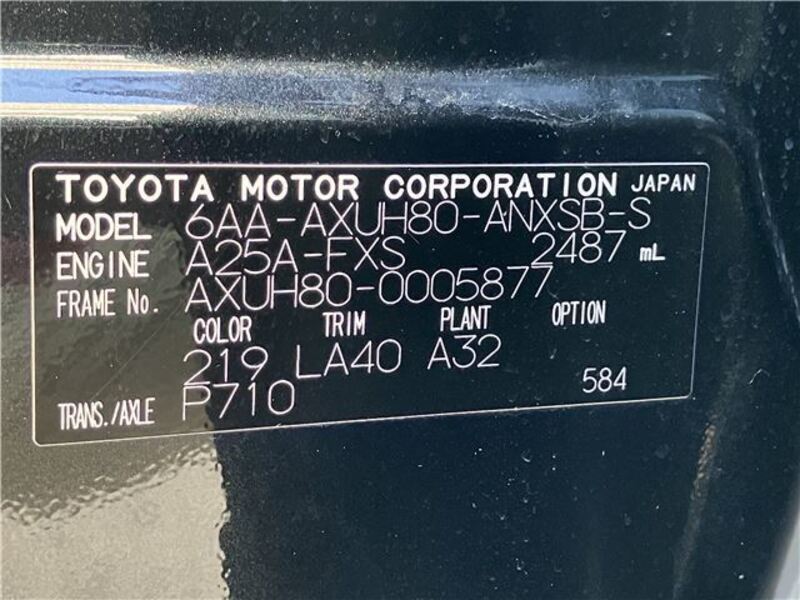 TOYOTA MOTOR CORPORATION JAPAN
MODEL 6AA-AXUH80-ANXSB-S
ENGINE A25A-FXS 2487 mL
FRAME No. AXUH80-0005877
COLOR TRIM PLANT OPTION
219 LA40 A32
TRANS./AXLE P710 584